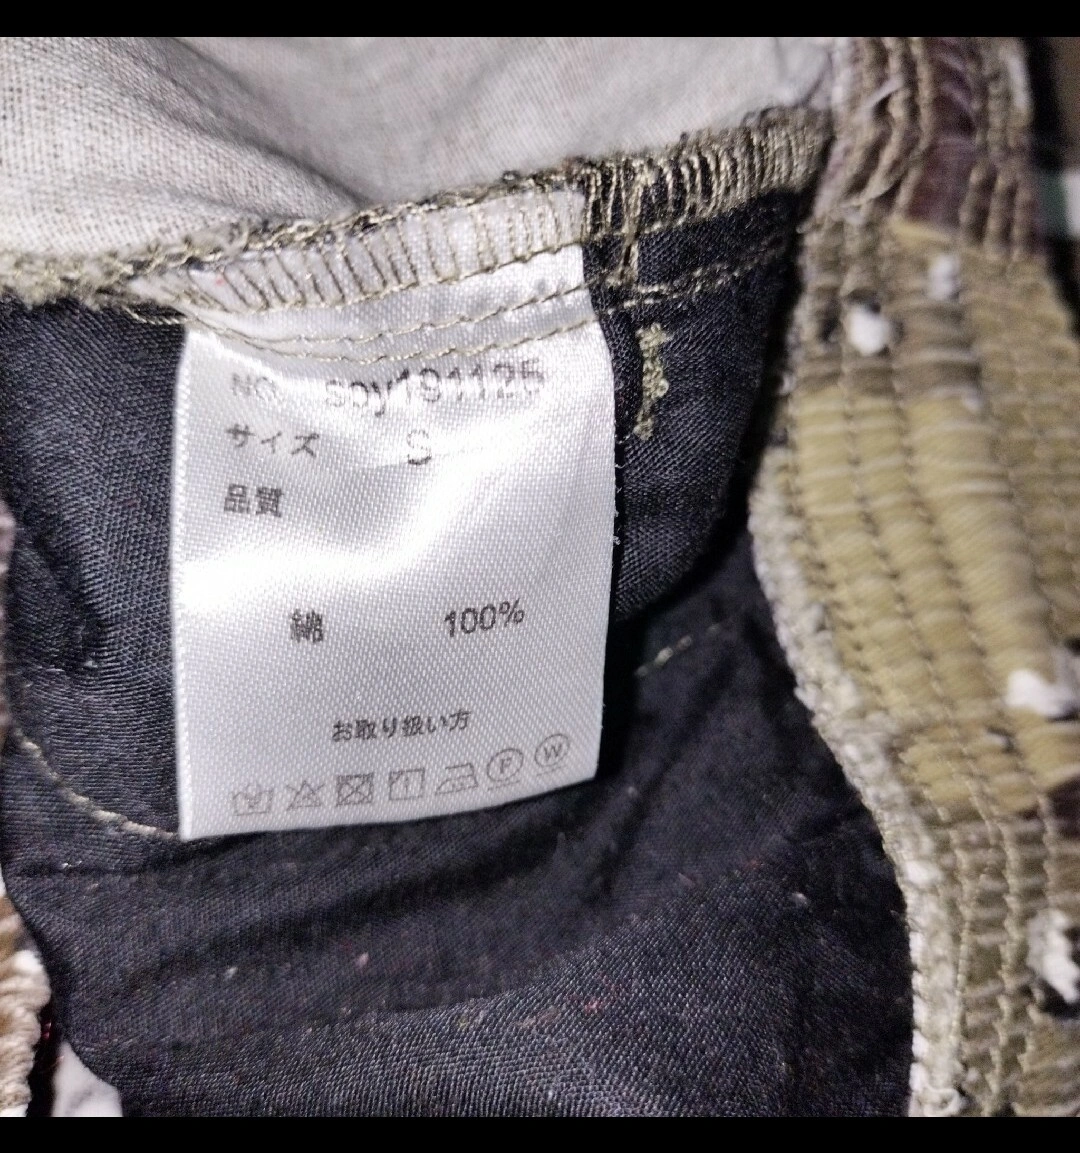 NO. soy191125
サイズ S
品質
綿 100%
お取り扱い方
F W